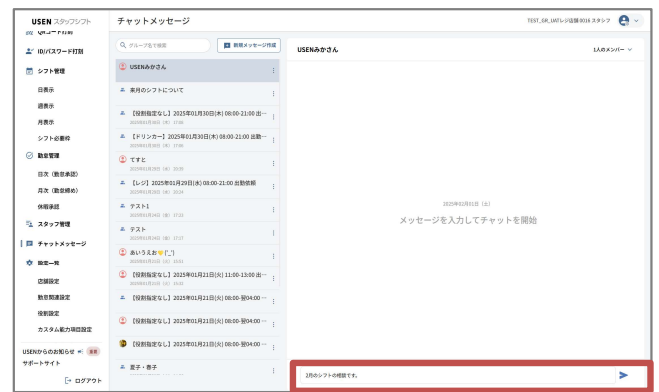 USEN スタッフシフト
チャットメッセージ
TEST_GR_UATレジ店舗 0016 スタシフ
QRコード打刻
ID/パスワード打刻
シフト管理
日表示
週表示
月表示
シフト必要枠
勤怠管理
日次（勤怠承認）
月次（勤怠締め）
休暇承認
スタッフ管理
チャットメッセージ
設定一覧
店舗設定
勤怠関連設定
役割設定
カスタム能力項目設定
USENからのお知らせ 重要
サポートサイト
ログアウト
グループ名で検索
新規メッセージ作成
USENみかさん
来月のシフトについて
【役割指定なし】2025年01月30日(木) 08:00-21:00 出…
【ドリンカー】2025年01月30日(木) 08:00-21:00 出勤…
てすと
【レジ】2025年01月29日(水) 08:00-21:00 出勤依頼
テスト1
テスト
あいうえお ('_')
【役割指定なし】2025年01月21日(火) 11:00-13:00 出…
【役割指定なし】2025年01月21日(火) 08:00-翌04:00 …
【役割指定なし】2025年01月21日(火) 08:00-翌04:00 …
【役割指定なし】2025年01月21日(火) 08:00-翌04:00 …
夏子・春子
USENみかさん
1人のメンバー
2025年02月01日（土）
メッセージを入力してチャットを開始
2月のシフトの相談です。